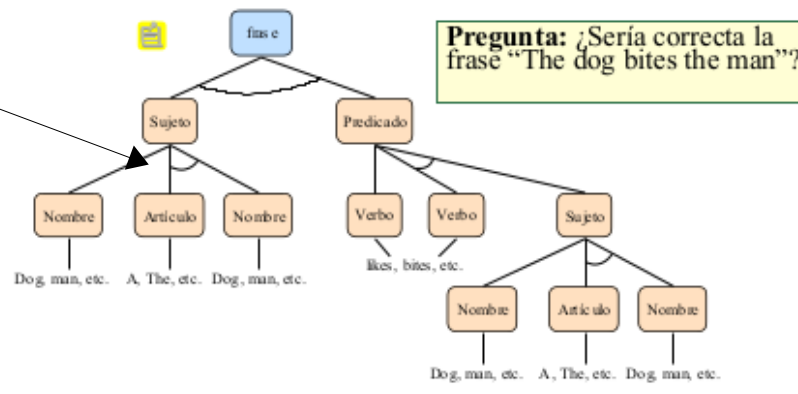 frase
Pregunta: ¿Sería correcta la
frase “The dog bites the man”?
Sujeto
Predicado
Nombre
Artículo
Nombre
Verbo
Verbo
Sujeto
Dog, man, etc.
A, The, etc.
Dog, man, etc.
likes, bites, etc.
Nombre
Artículo
Nombre
Dog, man, etc.
A, The, etc.
Dog, man, etc.